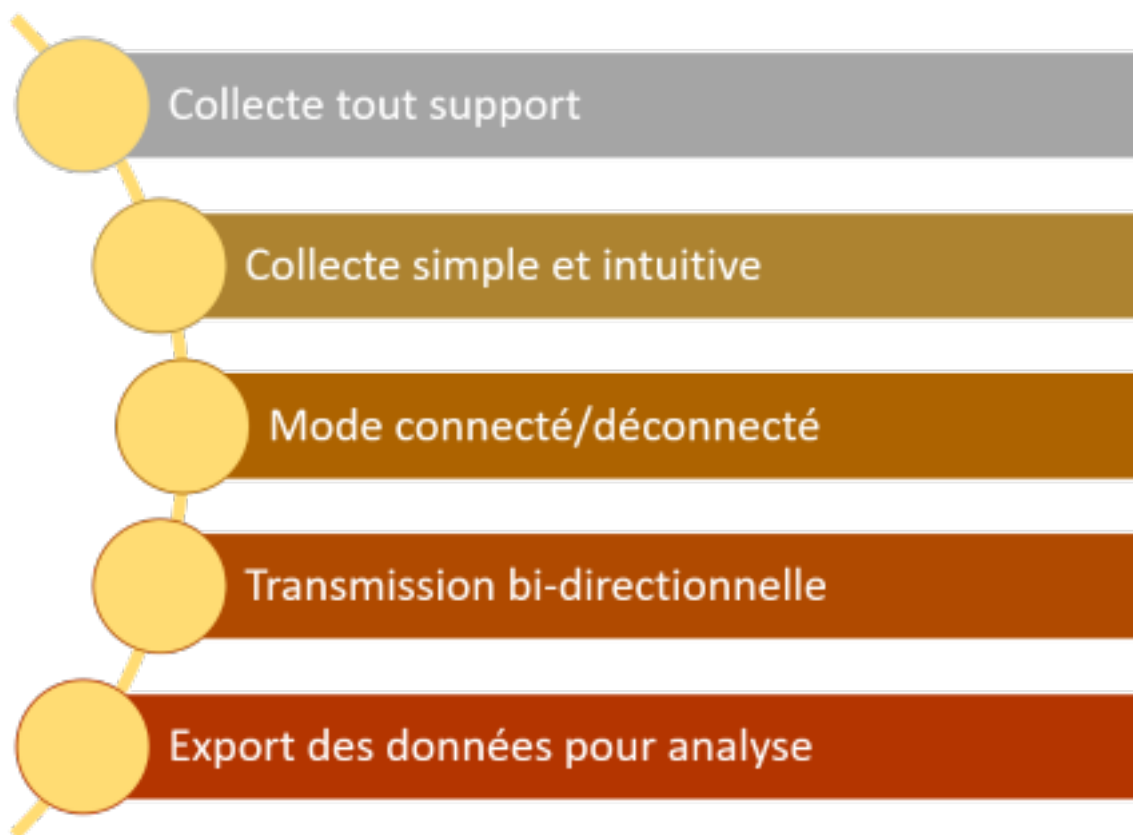 Collecte tout support
Collecte simple et intuitive
Mode connecté/déconnecté
Transmission bi-directionnelle
Export des données pour analyse